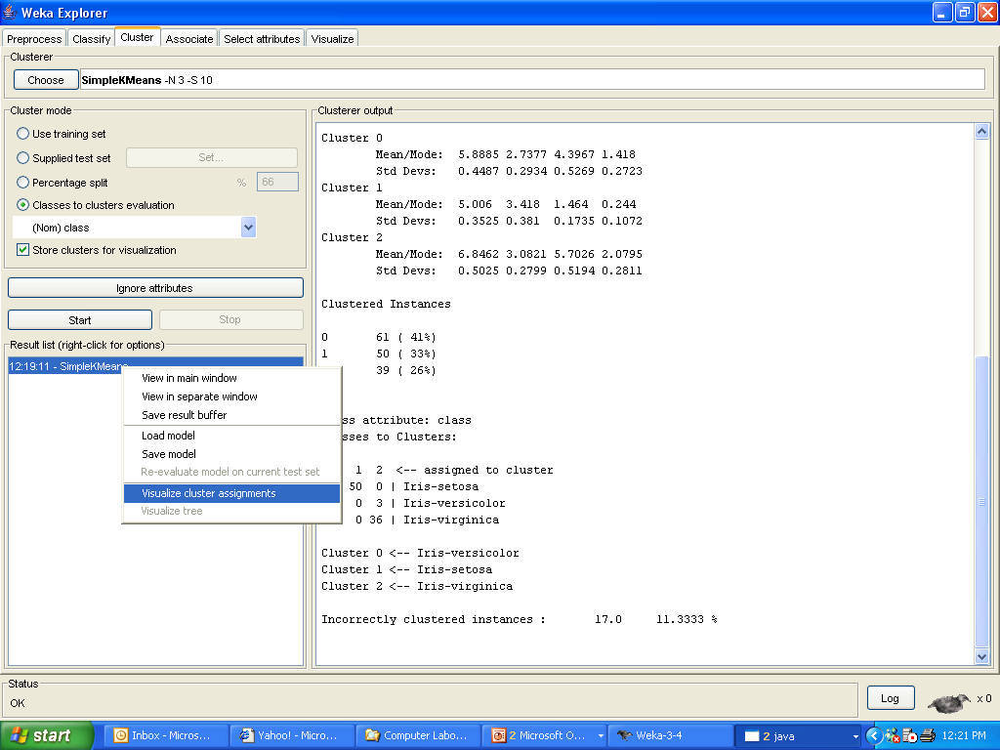 Weka Explorer
Preprocess Classify Cluster Associate Select attributes Visualize
Clusterer
Choose SimpleKMeans -N 3 -S 10
Cluster mode
Use training set
Supplied test set Set...
Percentage split % 66
Classes to clusters evaluation
(Nom) class
Store clusters for visualization
Ignore attributes
Start Stop
Result list (right-click for options)
12:19:11 - SimpleKMeans
View in main window
View in separate window
Save result buffer
Load model
Save model
Re-evaluate model on current test set
Visualize cluster assignments
Visualize tree
Clusterer output
Cluster 0
Mean/Mode: 5.8885 2.7377 4.3967 1.418
Std Devs: 0.4487 0.2934 0.5269 0.2723
Cluster 1
Mean/Mode: 5.006 3.418 1.464 0.244
Std Devs: 0.3525 0.381 0.1735 0.1072
Cluster 2
Mean/Mode: 6.8462 3.0821 5.7026 2.0795
Std Devs: 0.5025 0.2799 0.5194 0.2811
Clustered Instances
0 61 ( 41%)
1 50 ( 33%)
39 ( 26%)
ss attribute: class
sses to Clusters:
1 2 <-- assigned to cluster
50 0 | Iris-setosa
0 3 | Iris-versicolor
0 36 | Iris-virginica
Cluster 0 <-- Iris-versicolor
Cluster 1 <-- Iris-setosa
Cluster 2 <-- Iris-virginica
Incorrectly clustered instances : 17.0 11.3333 %
Status
OK
Log x 0
start Inbox - Micros... Yahoo! - Micro... Computer Labo... 2 Microsoft O... Weka-3-4 2 java 12:21 PM